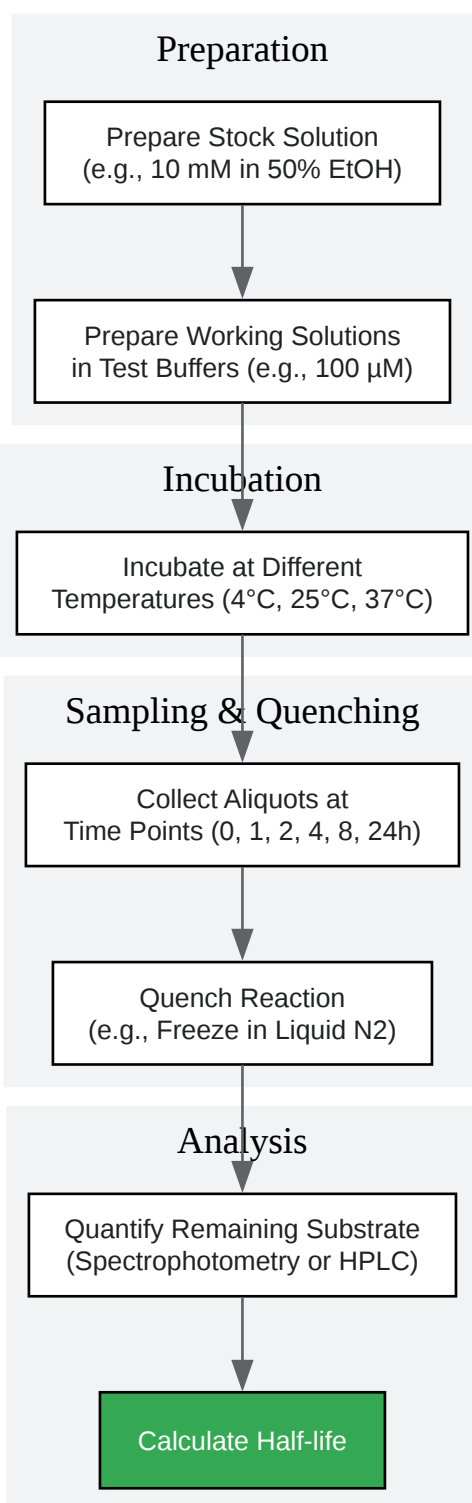 Preparation
Prepare Stock Solution
(e.g., 10 mM in 50% EtOH)
Prepare Working Solutions
in Test Buffers (e.g., 100 µM)
Incubation
Incubate at Different
Temperatures (4°C, 25°C, 37°C)
Sampling & Quenching
Collect Aliquots at
Time Points (0, 1, 2, 4, 8, 24h)
Quench Reaction
(e.g., Freeze in Liquid N2)
Analysis
Quantify Remaining Substrate
(Spectrophotometry or HPLC)
Calculate Half-life